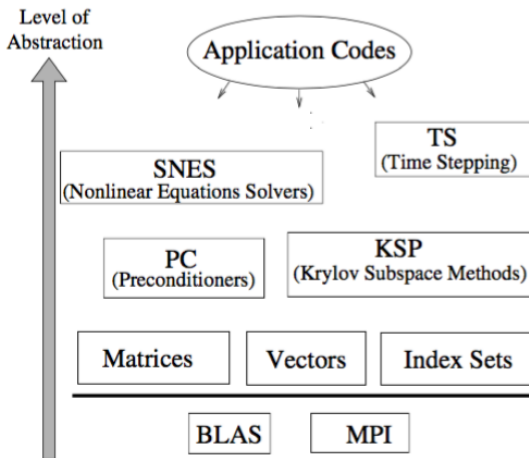 Level of
Abstraction
Application Codes
TS
(Time Stepping)
SNES
(Nonlinear Equations Solvers)
PC
(Preconditioners)
KSP
(Krylov Subspace Methods)
Matrices
Vectors
Index Sets
BLAS
MPI